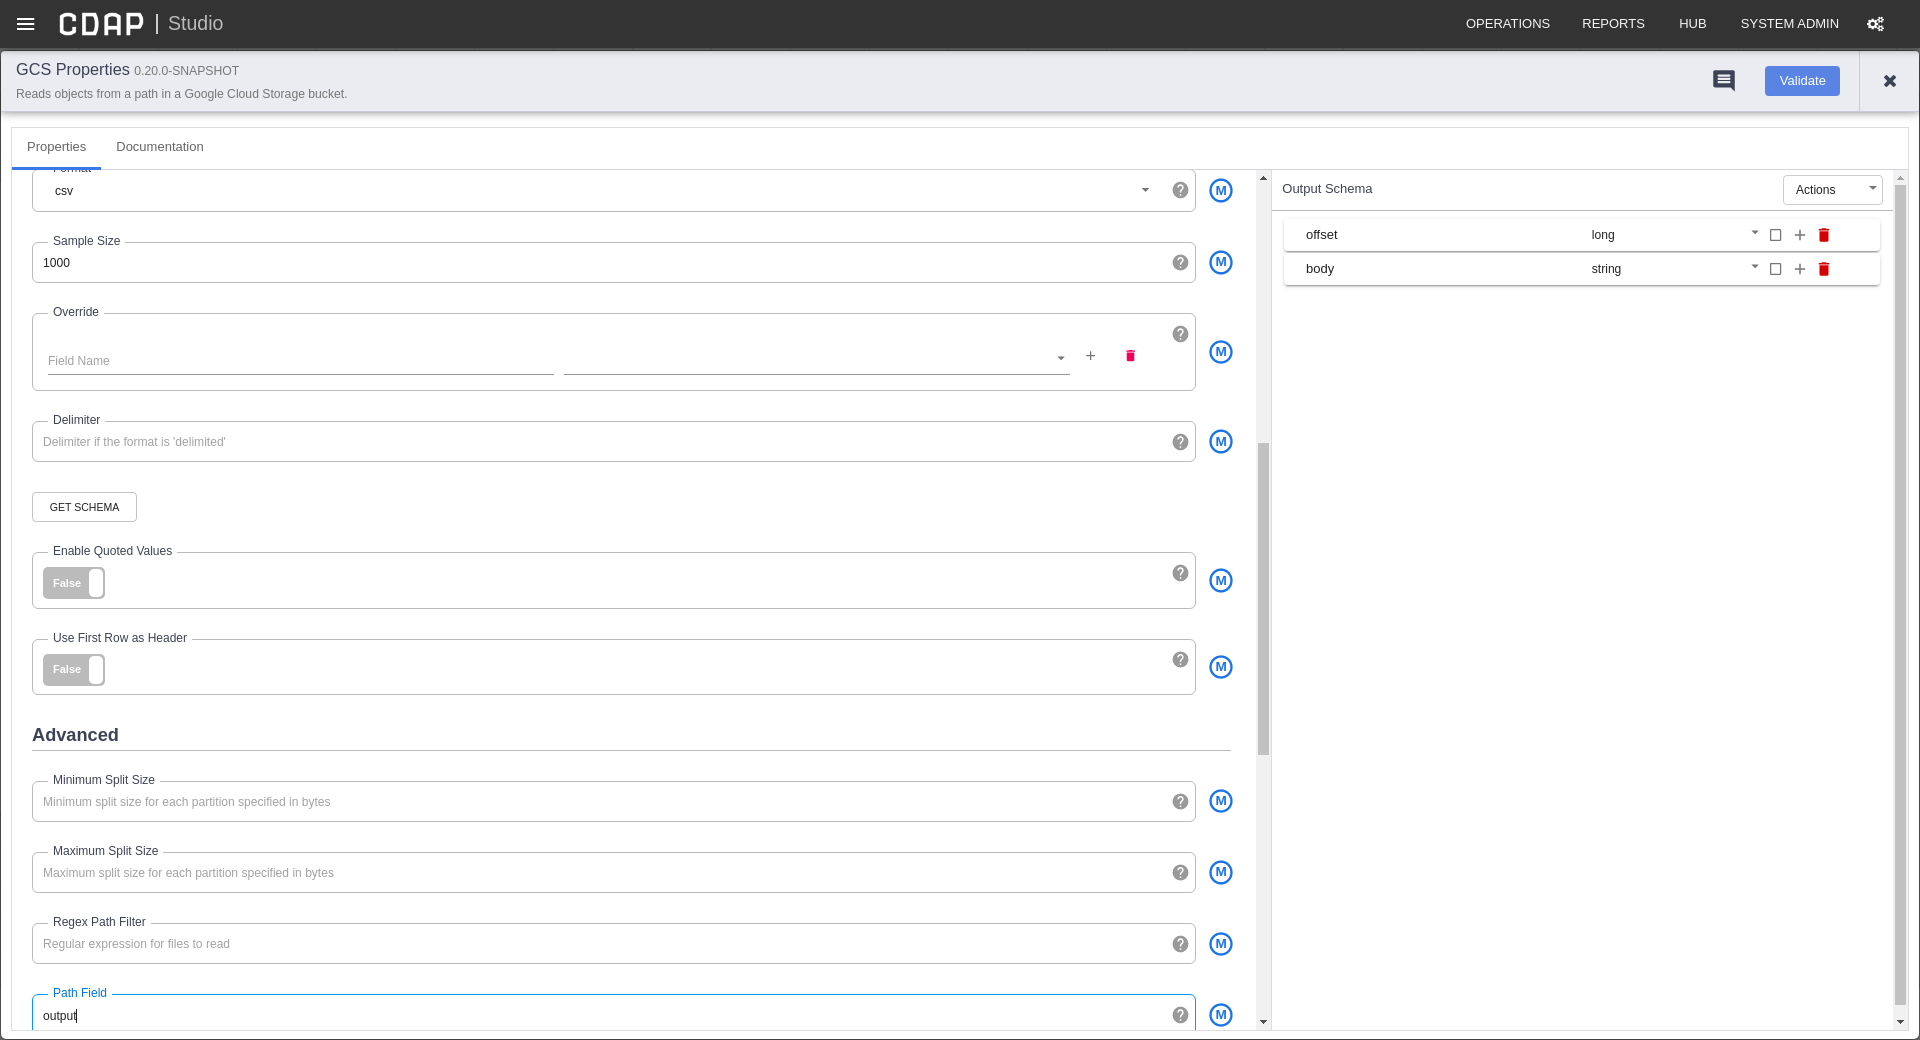 CDAP | Studio
OPERATIONS REPORTS HUB SYSTEM ADMIN
GCS Properties 0.20.0-SNAPSHOT
Reads objects from a path in a Google Cloud Storage bucket.
Validate
Properties Documentation
Format
csv
M
Sample Size
1000
M
Override
Field Name
M
Delimiter
Delimiter if the format is 'delimited'
M
GET SCHEMA
Enable Quoted Values
False
M
Use First Row as Header
False
M
Advanced
Minimum Split Size
Minimum split size for each partition specified in bytes
M
Maximum Split Size
Maximum split size for each partition specified in bytes
M
Regex Path Filter
Regular expression for files to read
M
Path Field
output
M
Output Schema
Actions
offset long
body string